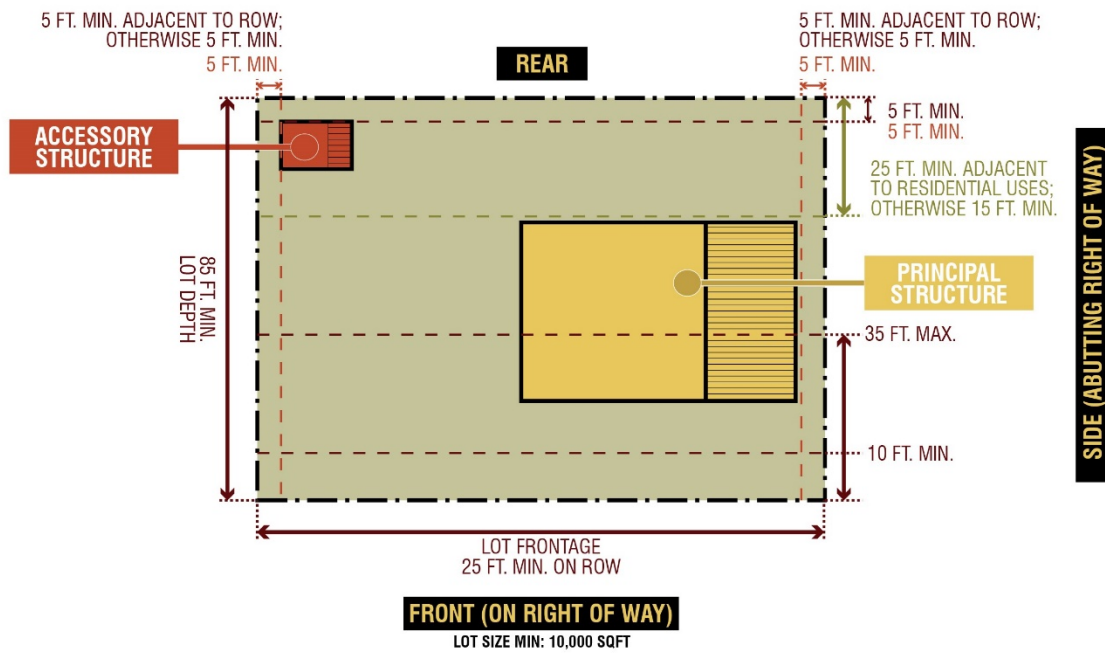 5 FT. MIN. ADJACENT TO ROW;
OTHERWISE 5 FT. MIN.
5 FT. MIN.
REAR
5 FT. MIN. ADJACENT TO ROW;
OTHERWISE 5 FT. MIN.
5 FT. MIN.
5 FT. MIN.
5 FT. MIN.
ACCESSORY
STRUCTURE
25 FT. MIN. ADJACENT
TO RESIDENTIAL USES;
OTHERWISE 15 FT. MIN.
85 FT. MIN.
LOT DEPTH
PRINCIPAL
STRUCTURE
35 FT. MAX.
10 FT. MIN.
SIDE (ABUTTING RIGHT OF WAY)
LOT FRONTAGE
25 FT. MIN. ON ROW
FRONT (ON RIGHT OF WAY)
LOT SIZE MIN: 10,000 SQFT